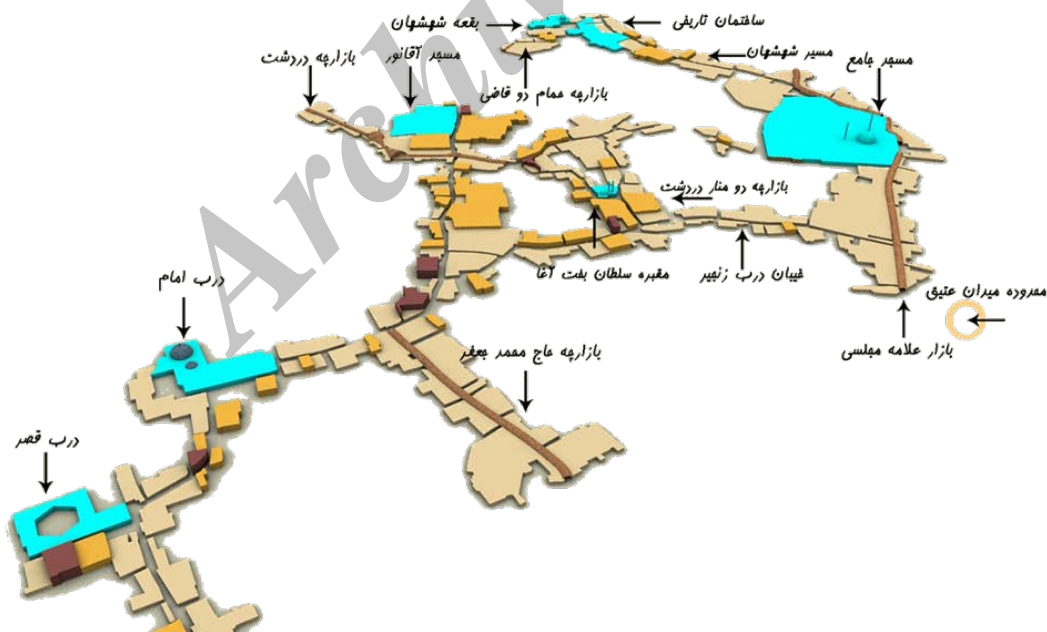 بقعه شهشهان
ساختمان تاریخی
مسیر شهشهان
مسجد جامع
بازارچه دردشت
مسجد آقانور
بازارچه حمام دو قاضی
بازارچه دو منار دردشت
مقبره سلطان بخت آغا
خیابان درب زنجیر
محدوده میدان عتیق
درب امام
بازارچه حاج محمد جعفر
بازار علامه مجلسی
درب قصر